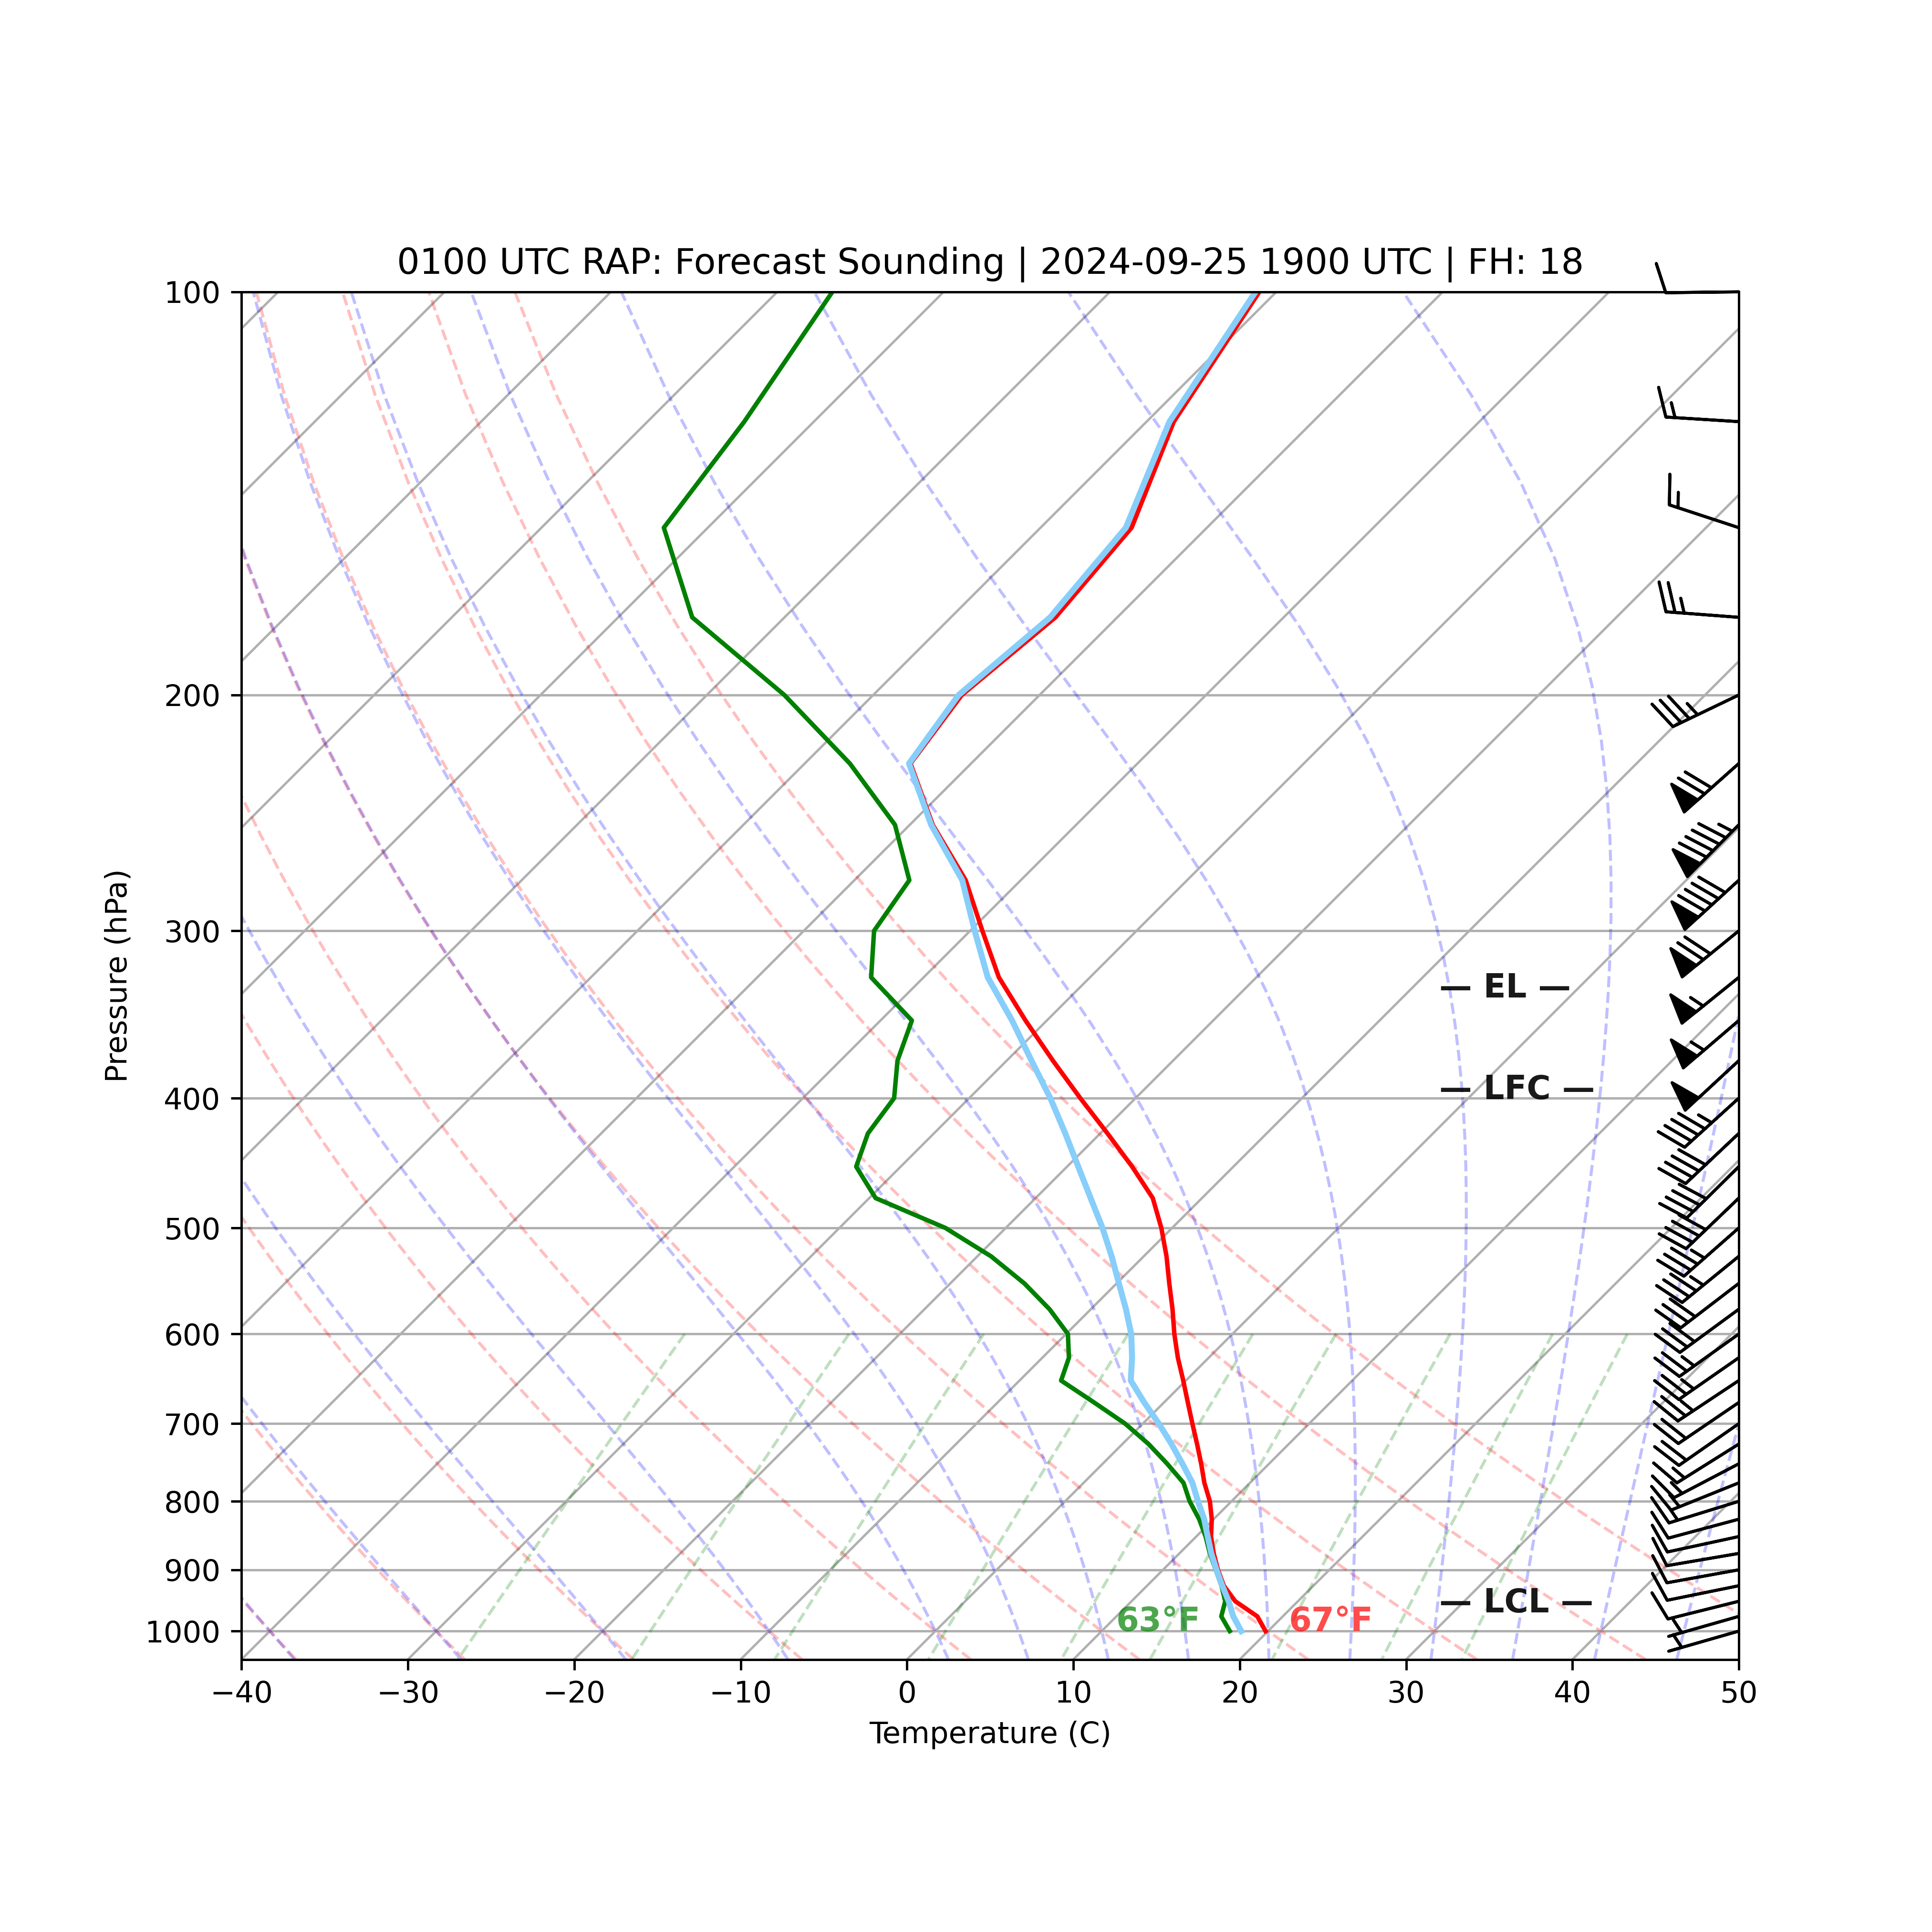 0100 UTC RAP: Forecast Sounding | 2024-09-25 1900 UTC | FH: 18
100
200
300
400
500
600
700
800
900
1000
Pressure (hPa)
— EL —
— LFC —
— LCL —
63°F
67°F
−40 −30 −20 −10 0 10 20 30 40 50
Temperature (C)